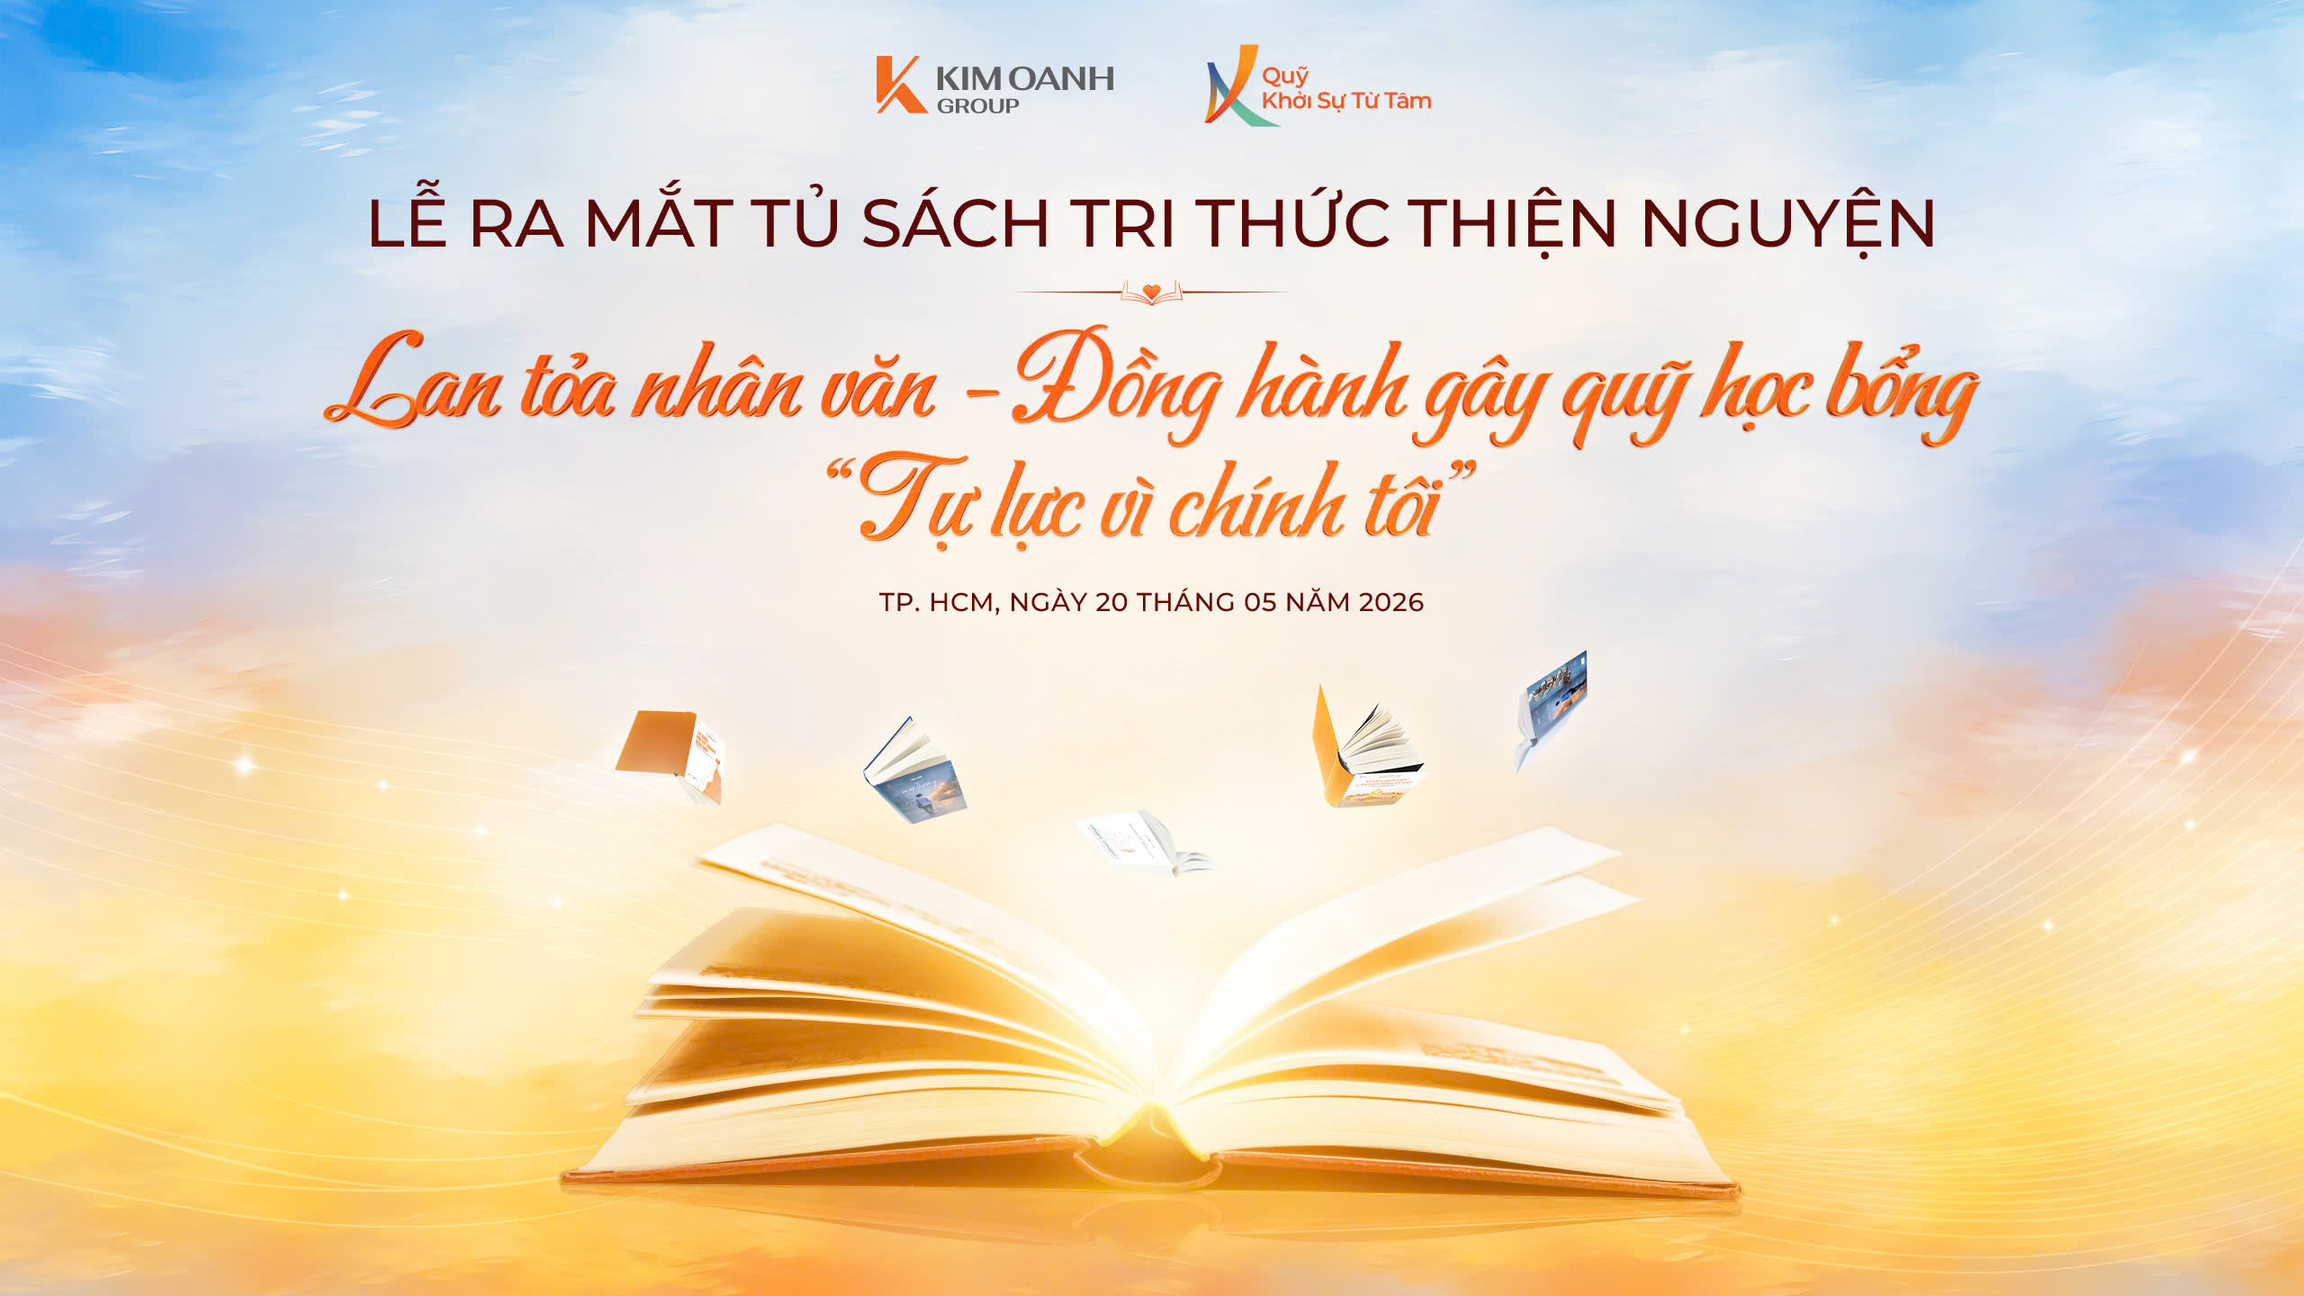 KIM OANH
GROUP
Quỹ
Khởi Sự Từ Tâm
LỄ RA MẮT TỦ SÁCH TRI THỨC THIỆN NGUYỆN
Lan tỏa nhân văn - Đồng hành gây quỹ học bổng
“Tự lực vì chính tôi”
TP. HCM, NGÀY 20 THÁNG 05 NĂM 2026